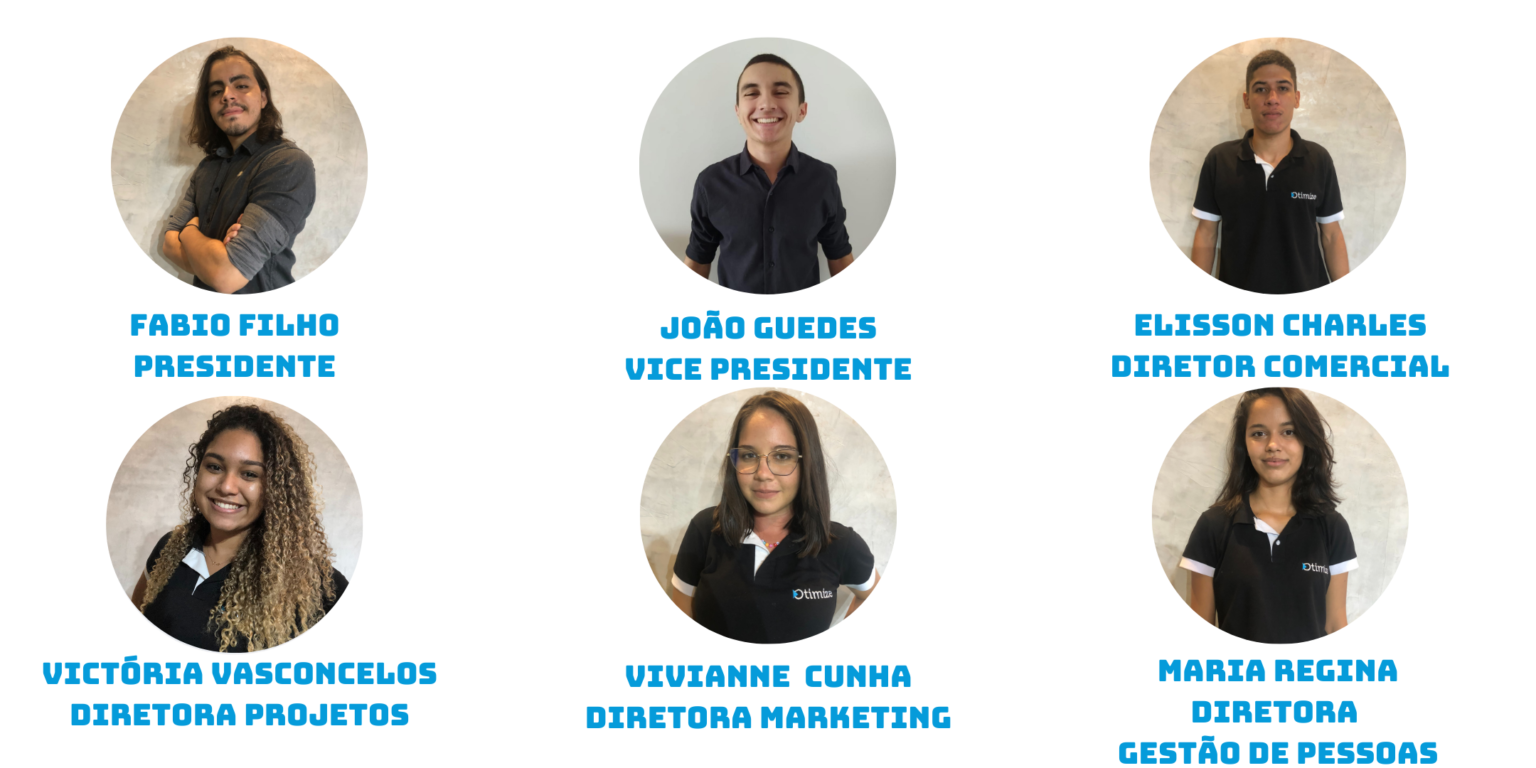 Otimize
FABIO FILHO
PRESIDENTE
JOÃO GUEDES
VICE PRESIDENTE
ELISSON CHARLES
DIRETOR COMERCIAL
Otimize
Otimize
VICTÓRIA VASCONCELOS
DIRETORA PROJETOS
VIVIANNE CUNHA
DIRETORA MARKETING
MARIA REGINA
DIRETORA
GESTÃO DE PESSOAS